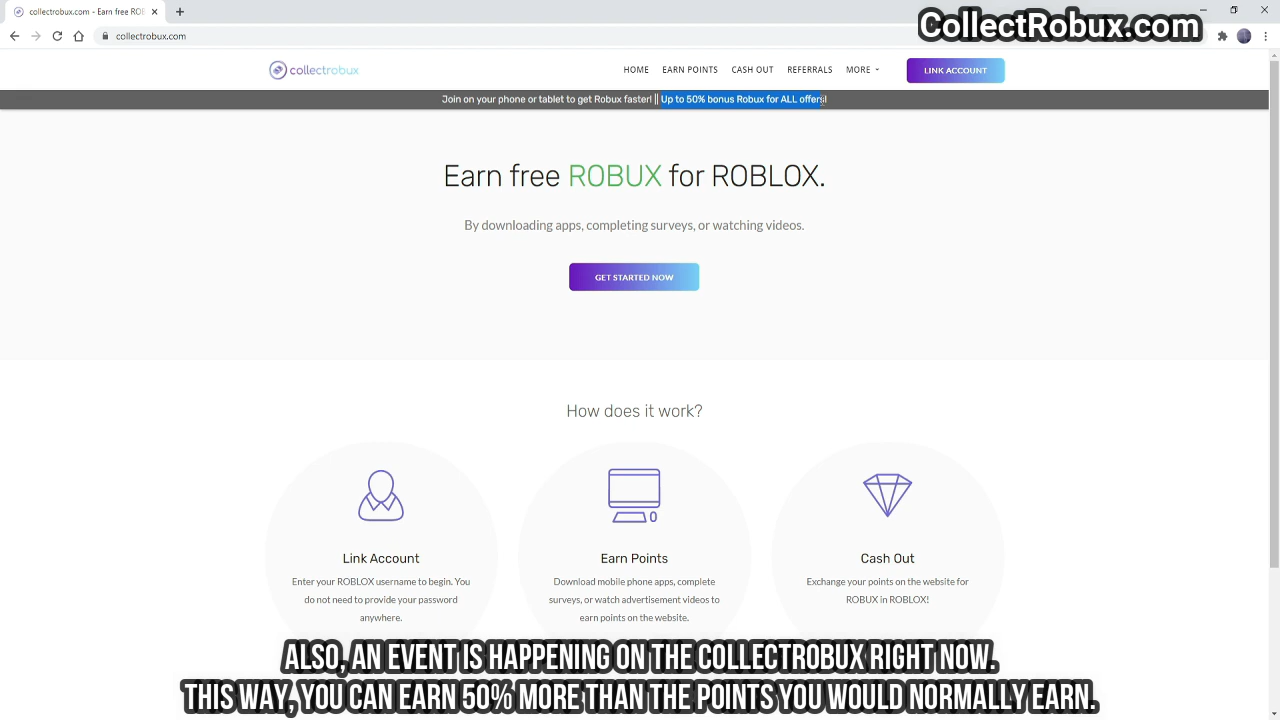 collectrobux.com - Earn free ROB
CollectRobux.com
collectrobux.com
collectrobux
HOME
EARN POINTS
CASH OUT
REFERRALS
MORE
LINK ACCOUNT
Join on your phone or tablet to get Robux faster! || Up to 50% bonus Robux for ALL offers!
Earn free ROBUX for ROBLOX.
By downloading apps, completing surveys, or watching videos.
GET STARTED NOW
How does it work?
Link Account
Enter your ROBLOX username to begin. You
do not need to provide your password
anywhere.
Earn Points
Download mobile phone apps, complete
surveys, or watch advertisement videos to
earn points on the website.
Cash Out
Exchange your points on the website for
ROBUX in ROBLOX!
ALSO, AN EVENT IS HAPPENING ON THE COLLECTROBUX RIGHT NOW.
THIS WAY, YOU CAN EARN 50% MORE THAN THE POINTS YOU WOULD NORMALLY EARN.